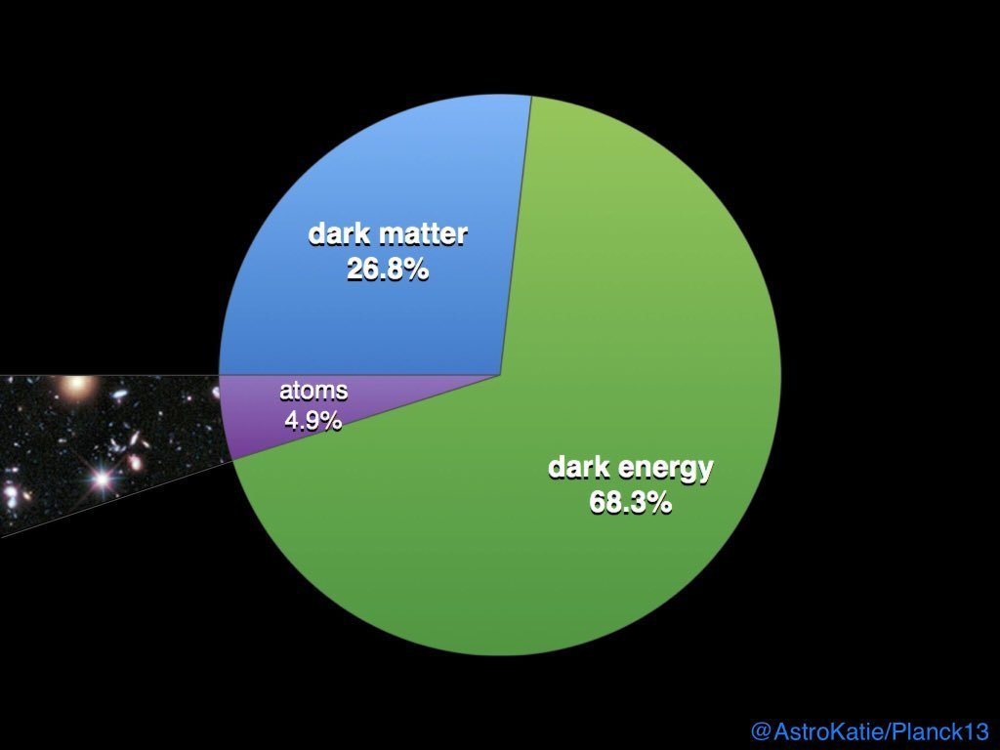 dark matter
26.8%
atoms
4.9%
dark energy
68.3%
@AstroKatie/Planck13